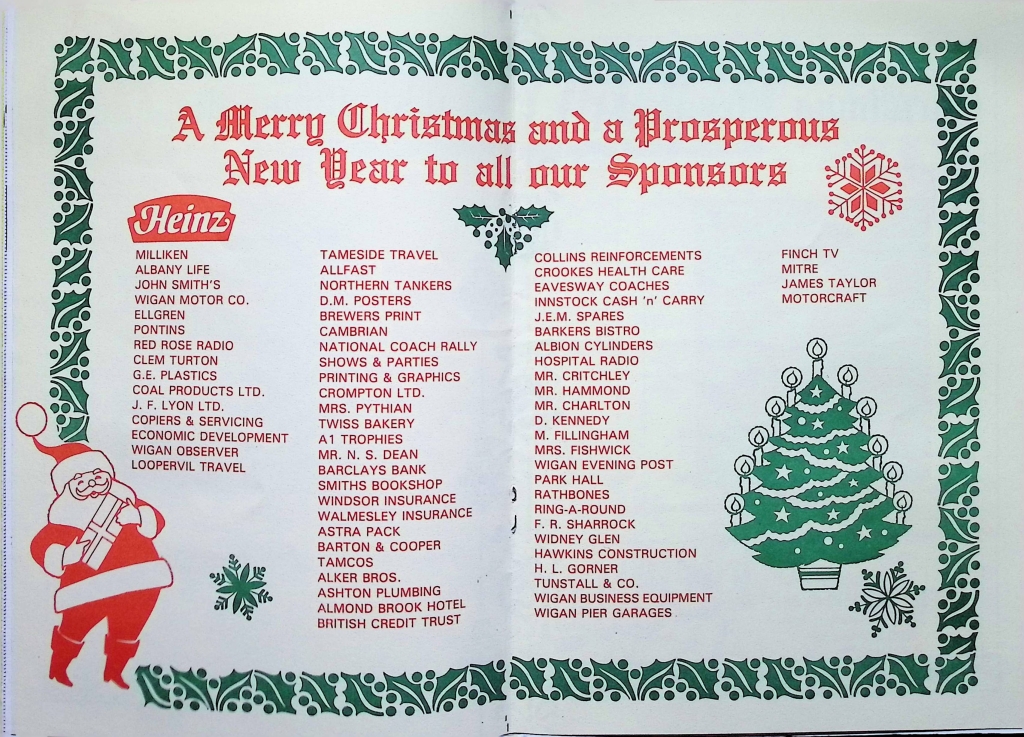 A Merry Christmas and a Prosperous
New Year to all our Sponsors
Heinz
MILLIKEN
ALBANY LIFE
JOHN SMITH'S
WIGAN MOTOR CO.
ELLGREN
PONTINS
RED ROSE RADIO
CLEM TURTON
G.E. PLASTICS
COAL PRODUCTS LTD.
J. F. LYON LTD.
COPIERS & SERVICING
ECONOMIC DEVELOPMENT
WIGAN OBSERVER
LOOPERVIL TRAVEL
TAMESIDE TRAVEL
ALLFAST
NORTHERN TANKERS
D.M. POSTERS
BREWERS PRINT
CAMBRIAN
NATIONAL COACH RALLY
SHOWS & PARTIES
PRINTING & GRAPHICS
CROMPTON LTD.
MRS. PYTHIAN
TWISS BAKERY
A1 TROPHIES
MR. N. S. DEAN
BARCLAYS BANK
SMITHS BOOKSHOP
WINDSOR INSURANCE
WALMESLEY INSURANCE
ASTRA PACK
BARTON & COOPER
TAMCOS
ALKER BROS.
ASHTON PLUMBING
ALMOND BROOK HOTEL
BRITISH CREDIT TRUST
COLLINS REINFORCEMENTS
CROOKES HEALTH CARE
EAVESWAY COACHES
INNSTOCK CASH 'n' CARRY
J.E.M. SPARES
BARKERS BISTRO
ALBION CYLINDERS
HOSPITAL RADIO
MR. CRITCHLEY
MR. HAMMOND
MR. CHARLTON
D. KENNEDY
M. FILLINGHAM
MRS. FISHWICK
WIGAN EVENING POST
PARK HALL
RATHBONES
RING-A-ROUND
F. R. SHARROCK
WIDNEY GLEN
HAWKINS CONSTRUCTION
H. L. GORNER
TUNSTALL & CO.
WIGAN BUSINESS EQUIPMENT
WIGAN PIER GARAGES
FINCH TV
MITRE
JAMES TAYLOR
MOTORCRAFT